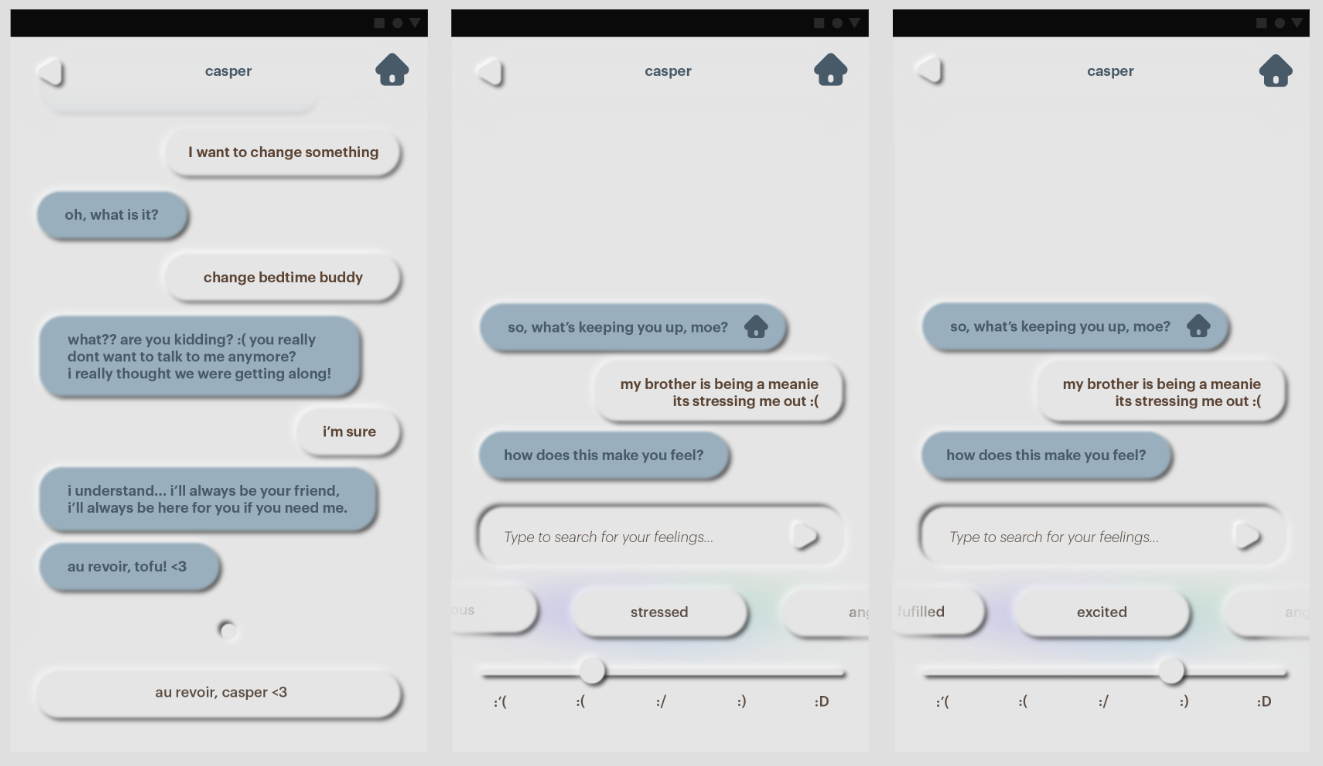 casper
I want to change something
oh, what is it?
change bedtime buddy
what?? are you kidding? :( you really
dont want to talk to me anymore?
i really thought we were getting along!
i'm sure
i understand... i'll always be your friend,
i'll always be here for you if you need me.
au revoir, tofu! <3
au revoir, casper <3
casper
so, what's keeping you up, moe?
my brother is being a meanie
its stressing me out :(
how does this make you feel?
Type to search for your feelings...
ous stressed ang
:'( :( :/ :) :D
casper
so, what's keeping you up, moe?
my brother is being a meanie
its stressing me out :(
how does this make you feel?
Type to search for your feelings...
fufilled excited ang
:'( :( :/ :) :D